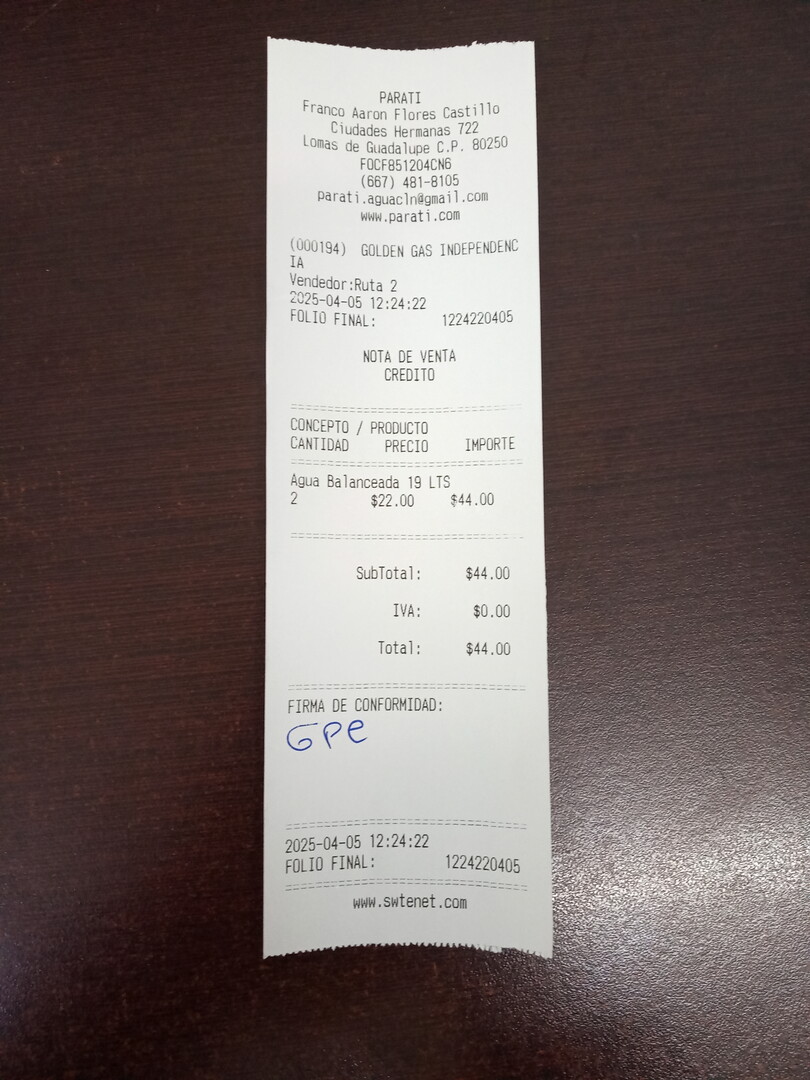 PARATI
Franco Aaron Flores Castillo
Ciudades Hermanas 722
Lomas de Guadalupe C.P. 80250
FOCF851204CN6
(667) 481-8105
parati.aguacln@gmail.com
www.parati.com
(000194) GOLDEN GAS INDEPENDENC
IA
Vendedor:Ruta 2
2025-04-05 12:24:22
FOLIO FINAL: 1224220405
NOTA DE VENTA
CREDITO
CONCEPTO / PRODUCTO
CANTIDAD PRECIO IMPORTE
Agua Balanceada 19 LTS
2 $22.00 $44.00
SubTotal: $44.00
IVA: $0.00
Total: $44.00
FIRMA DE CONFORMIDAD:
GPE
2025-04-05 12:24:22
FOLIO FINAL: 1224220405
www.swtenet.com